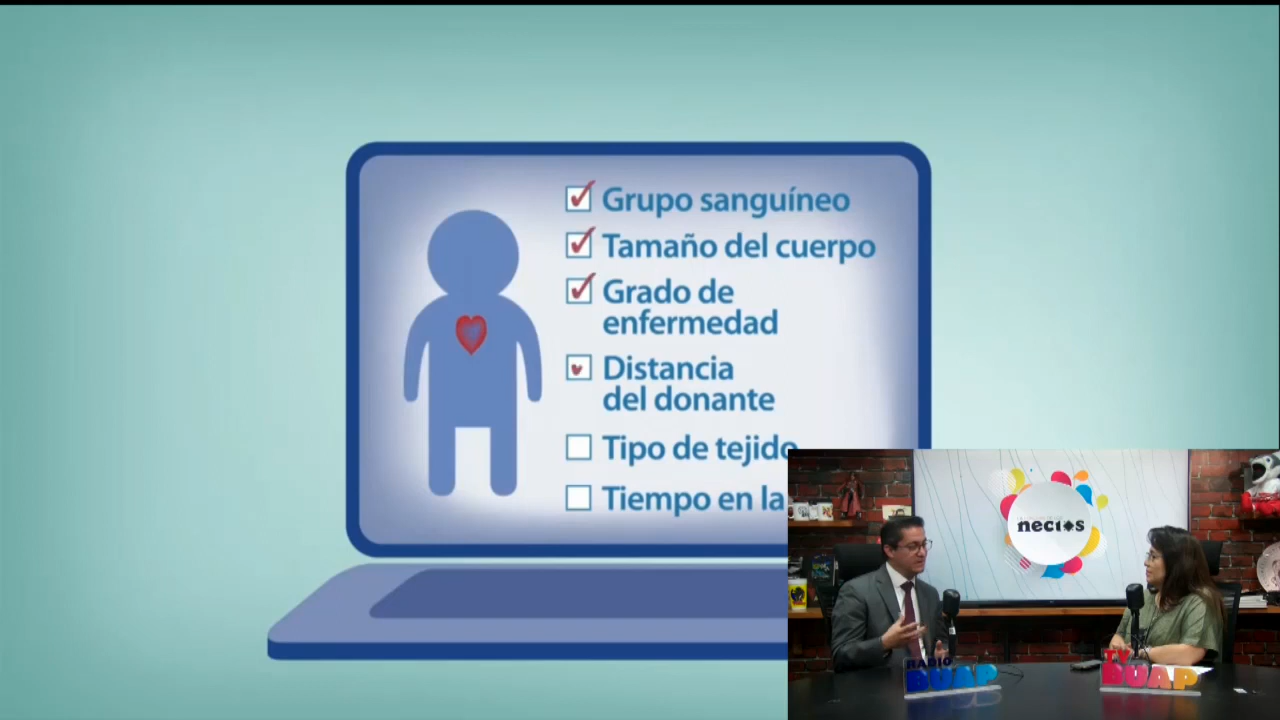 Grupo sanguíneo
Tamaño del cuerpo
Grado de
enfermedad
Distancia
del donante
Tipo de tejido
Tiempo en la
necios
RADIO
BUAP
TV
BUAP